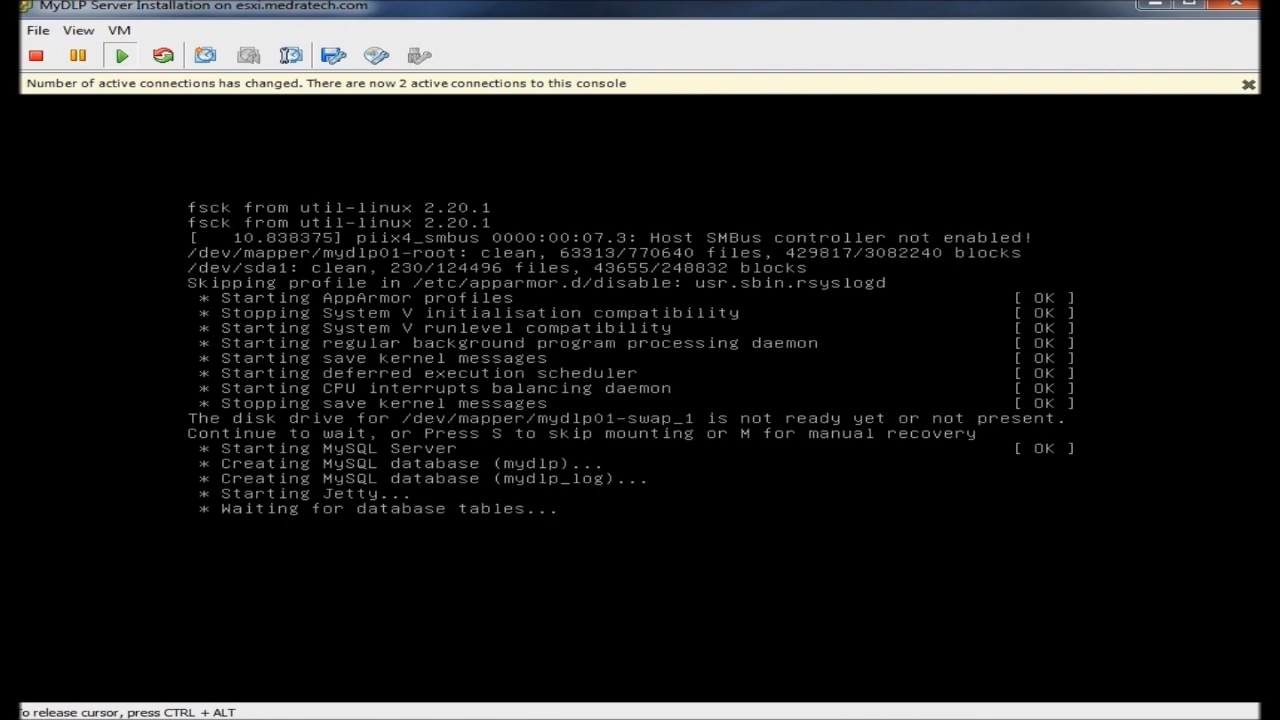 MyDLP Server Installation on esxi.medratech.com
File View VM
Number of active connections has changed. There are now 2 active connections to this console
fsck from util-linux 2.20.1
fsck from util-linux 2.20.1
[   10.838375] piix4_smbus 0000:00:07.3: Host SMBus controller not enabled!
/dev/mapper/mydlp01-root: clean, 63313/770640 files, 429817/3082240 blocks
/dev/sda1: clean, 230/124496 files, 43655/248832 blocks
Skipping profile in /etc/apparmor.d/disable: usr.sbin.rsyslogd
* Starting AppArmor profiles [ OK ]
* Stopping System V initialisation compatibility [ OK ]
* Starting System V runlevel compatibility [ OK ]
* Starting regular background program processing daemon [ OK ]
* Starting save kernel messages [ OK ]
* Starting deferred execution scheduler [ OK ]
* Starting CPU interrupts balancing daemon [ OK ]
* Stopping save kernel messages [ OK ]
The disk drive for /dev/mapper/mydlp01-swap_1 is not ready yet or not present.
Continue to wait, or Press S to skip mounting or M for manual recovery
* Starting MySQL Server [ OK ]
* Creating MySQL database (mydlp)...
* Creating MySQL database (mydlp_log)...
* Starting Jetty...
* Waiting for database tables...
To release cursor, press CTRL + ALT